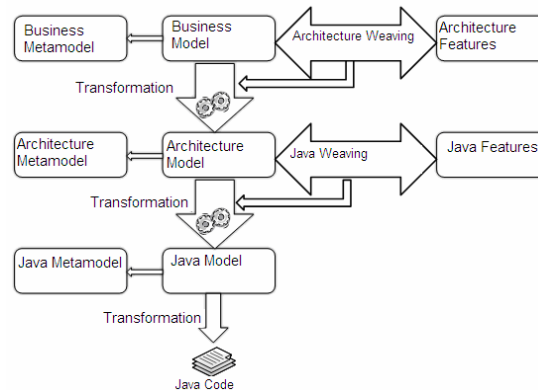 Business
Metamodel
Business
Model
Architecture Weaving
Architecture
Features
Transformation
Architecture
Metamodel
Architecture
Model
Java Weaving
Java Features
Transformation
Java Metamodel
Java Model
Transformation
Java Code